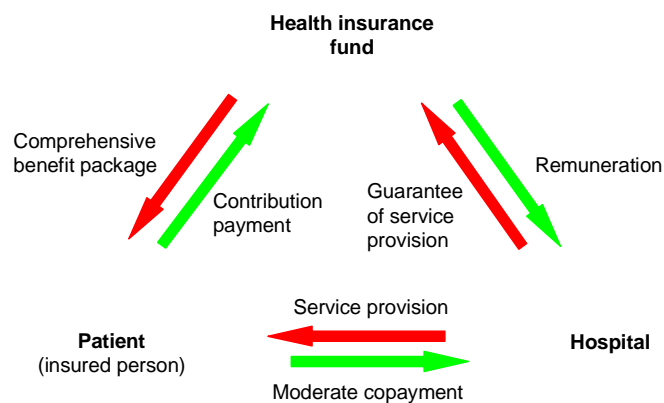 Health insurance
fund
Comprehensive
benefit package
Contribution
payment
Guarantee
of service
provision
Remuneration
Service provision
Patient
(insured person)
Hospital
Moderate copayment